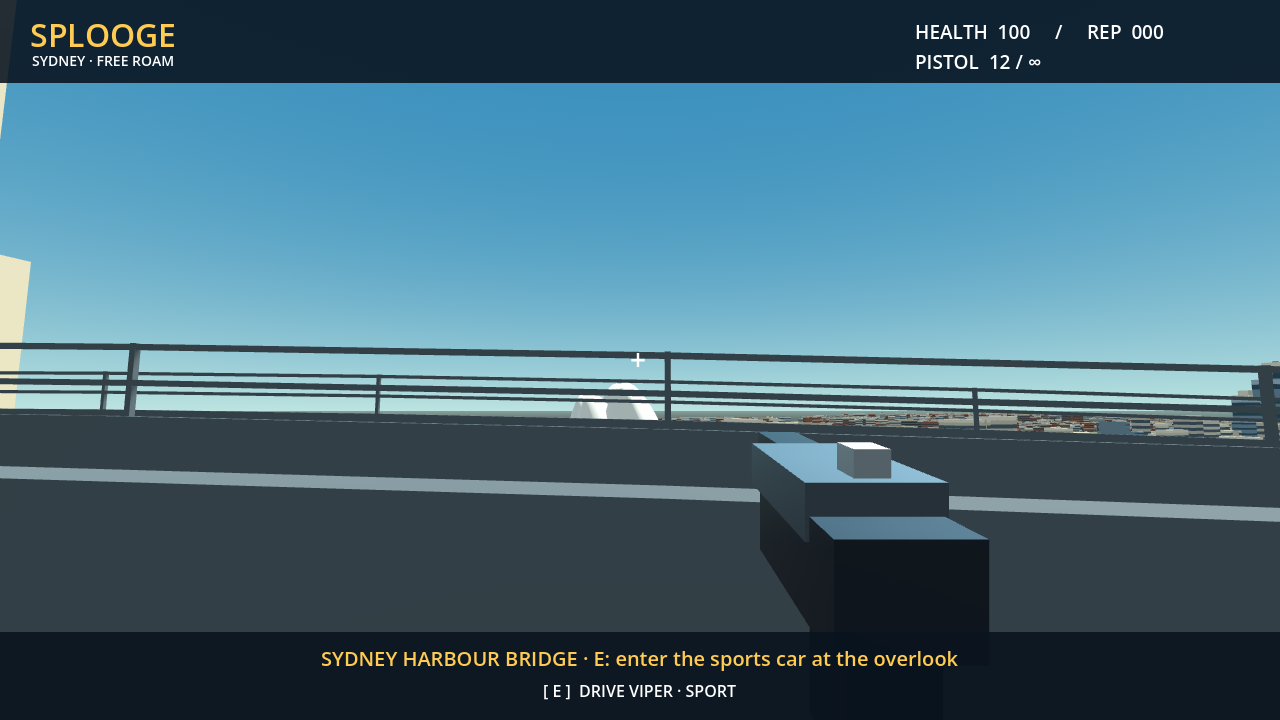 SPLOOGE
SYDNEY · FREE ROAM
HEALTH 100 / REP 000
PISTOL 12 / ∞
SYDNEY HARBOUR BRIDGE · E: enter the sports car at the overlook
[ E ] DRIVE VIPER · SPORT